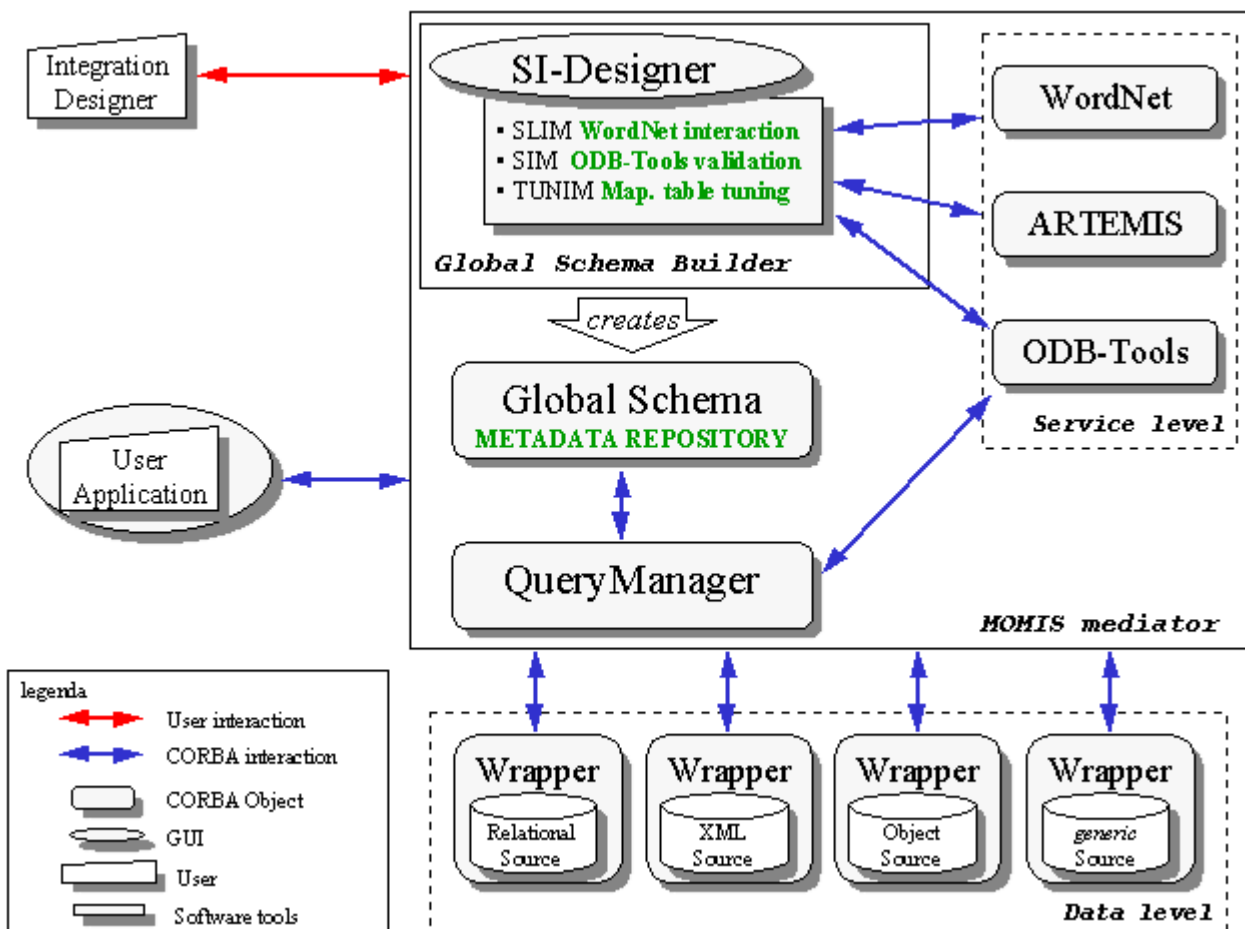 Integration
Designer
SI-Designer
▪ SLIM WordNet interaction
▪ SIM ODB-Tools validation
▪ TUNIM Map. table tuning
Global Schema Builder
WordNet
ARTEMIS
ODB-Tools
Service level
creates
Global Schema
METADATA REPOSITORY
User
Application
QueryManager
MOMIS mediator
legenda
User interaction
CORBA interaction
CORBA Object
GUI
User
Software tools
Wrapper
Relational
Source
Wrapper
XML
Source
Wrapper
Object
Source
Wrapper
generic
Source
Data level